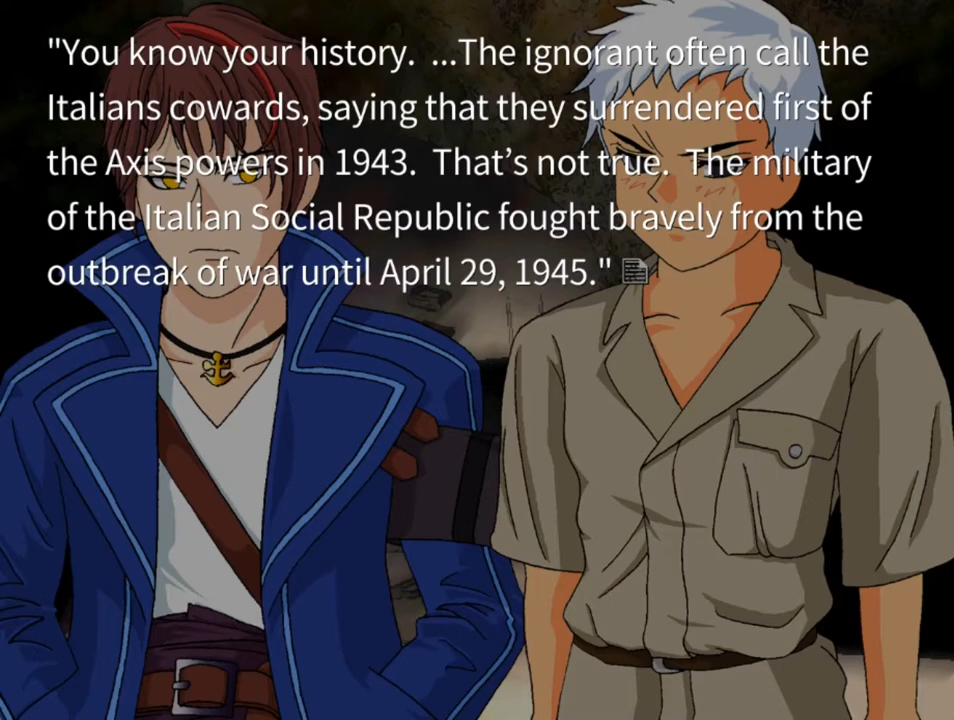 "You know your history.  ...The ignorant often call the
Italians cowards, saying that they surrendered first of
the Axis powers in 1943.  That’s not true.  The military
of the Italian Social Republic fought bravely from the
outbreak of war until April 29, 1945."